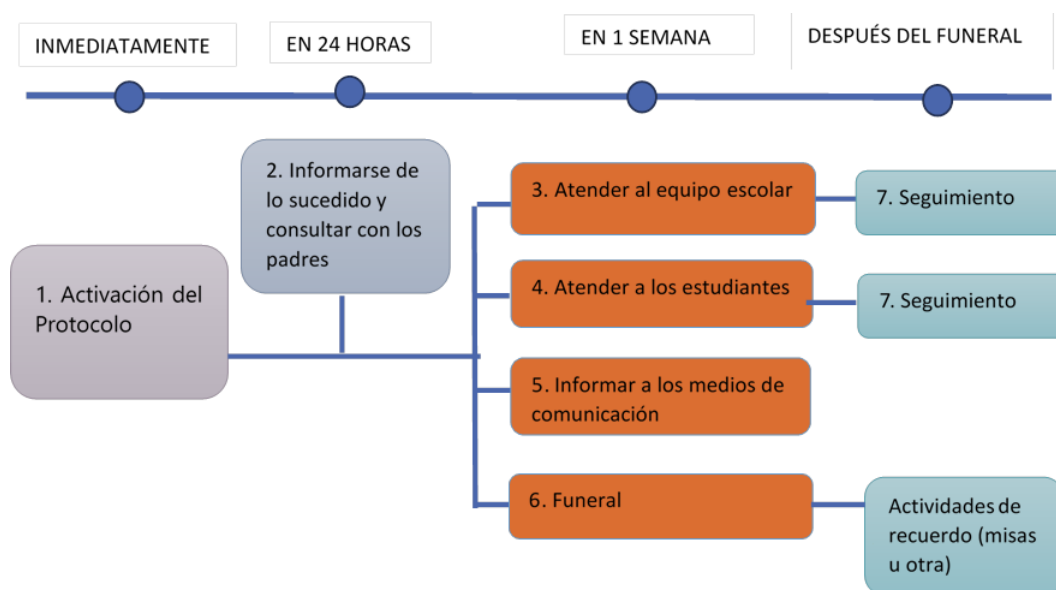 INMEDIATAMENTE
EN 24 HORAS
EN 1 SEMANA
DESPUÉS DEL FUNERAL
1. Activación del
Protocolo
2. Informarse de
lo sucedido y
consultar con los
padres
3. Atender al equipo escolar
7. Seguimiento
4. Atender a los estudiantes
7. Seguimiento
5. Informar a los medios de
comunicación
6. Funeral
Actividades de
recuerdo (misas
u otra)